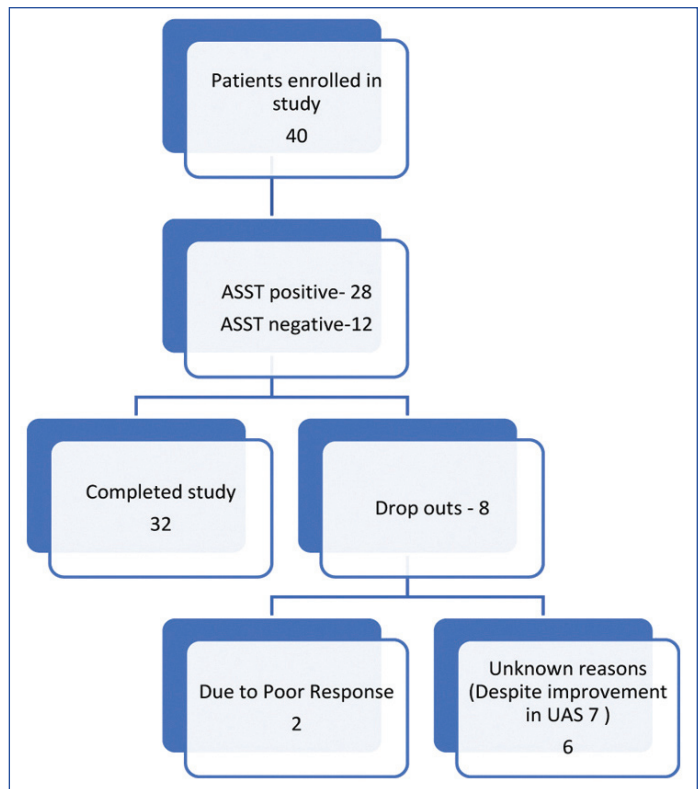 Patients enrolled in
study
40
ASST positive- 28
ASST negative-12
Completed study
32
Drop outs - 8
Due to Poor Response
2
Unknown reasons
(Despite improvement
in UAS 7 )
6